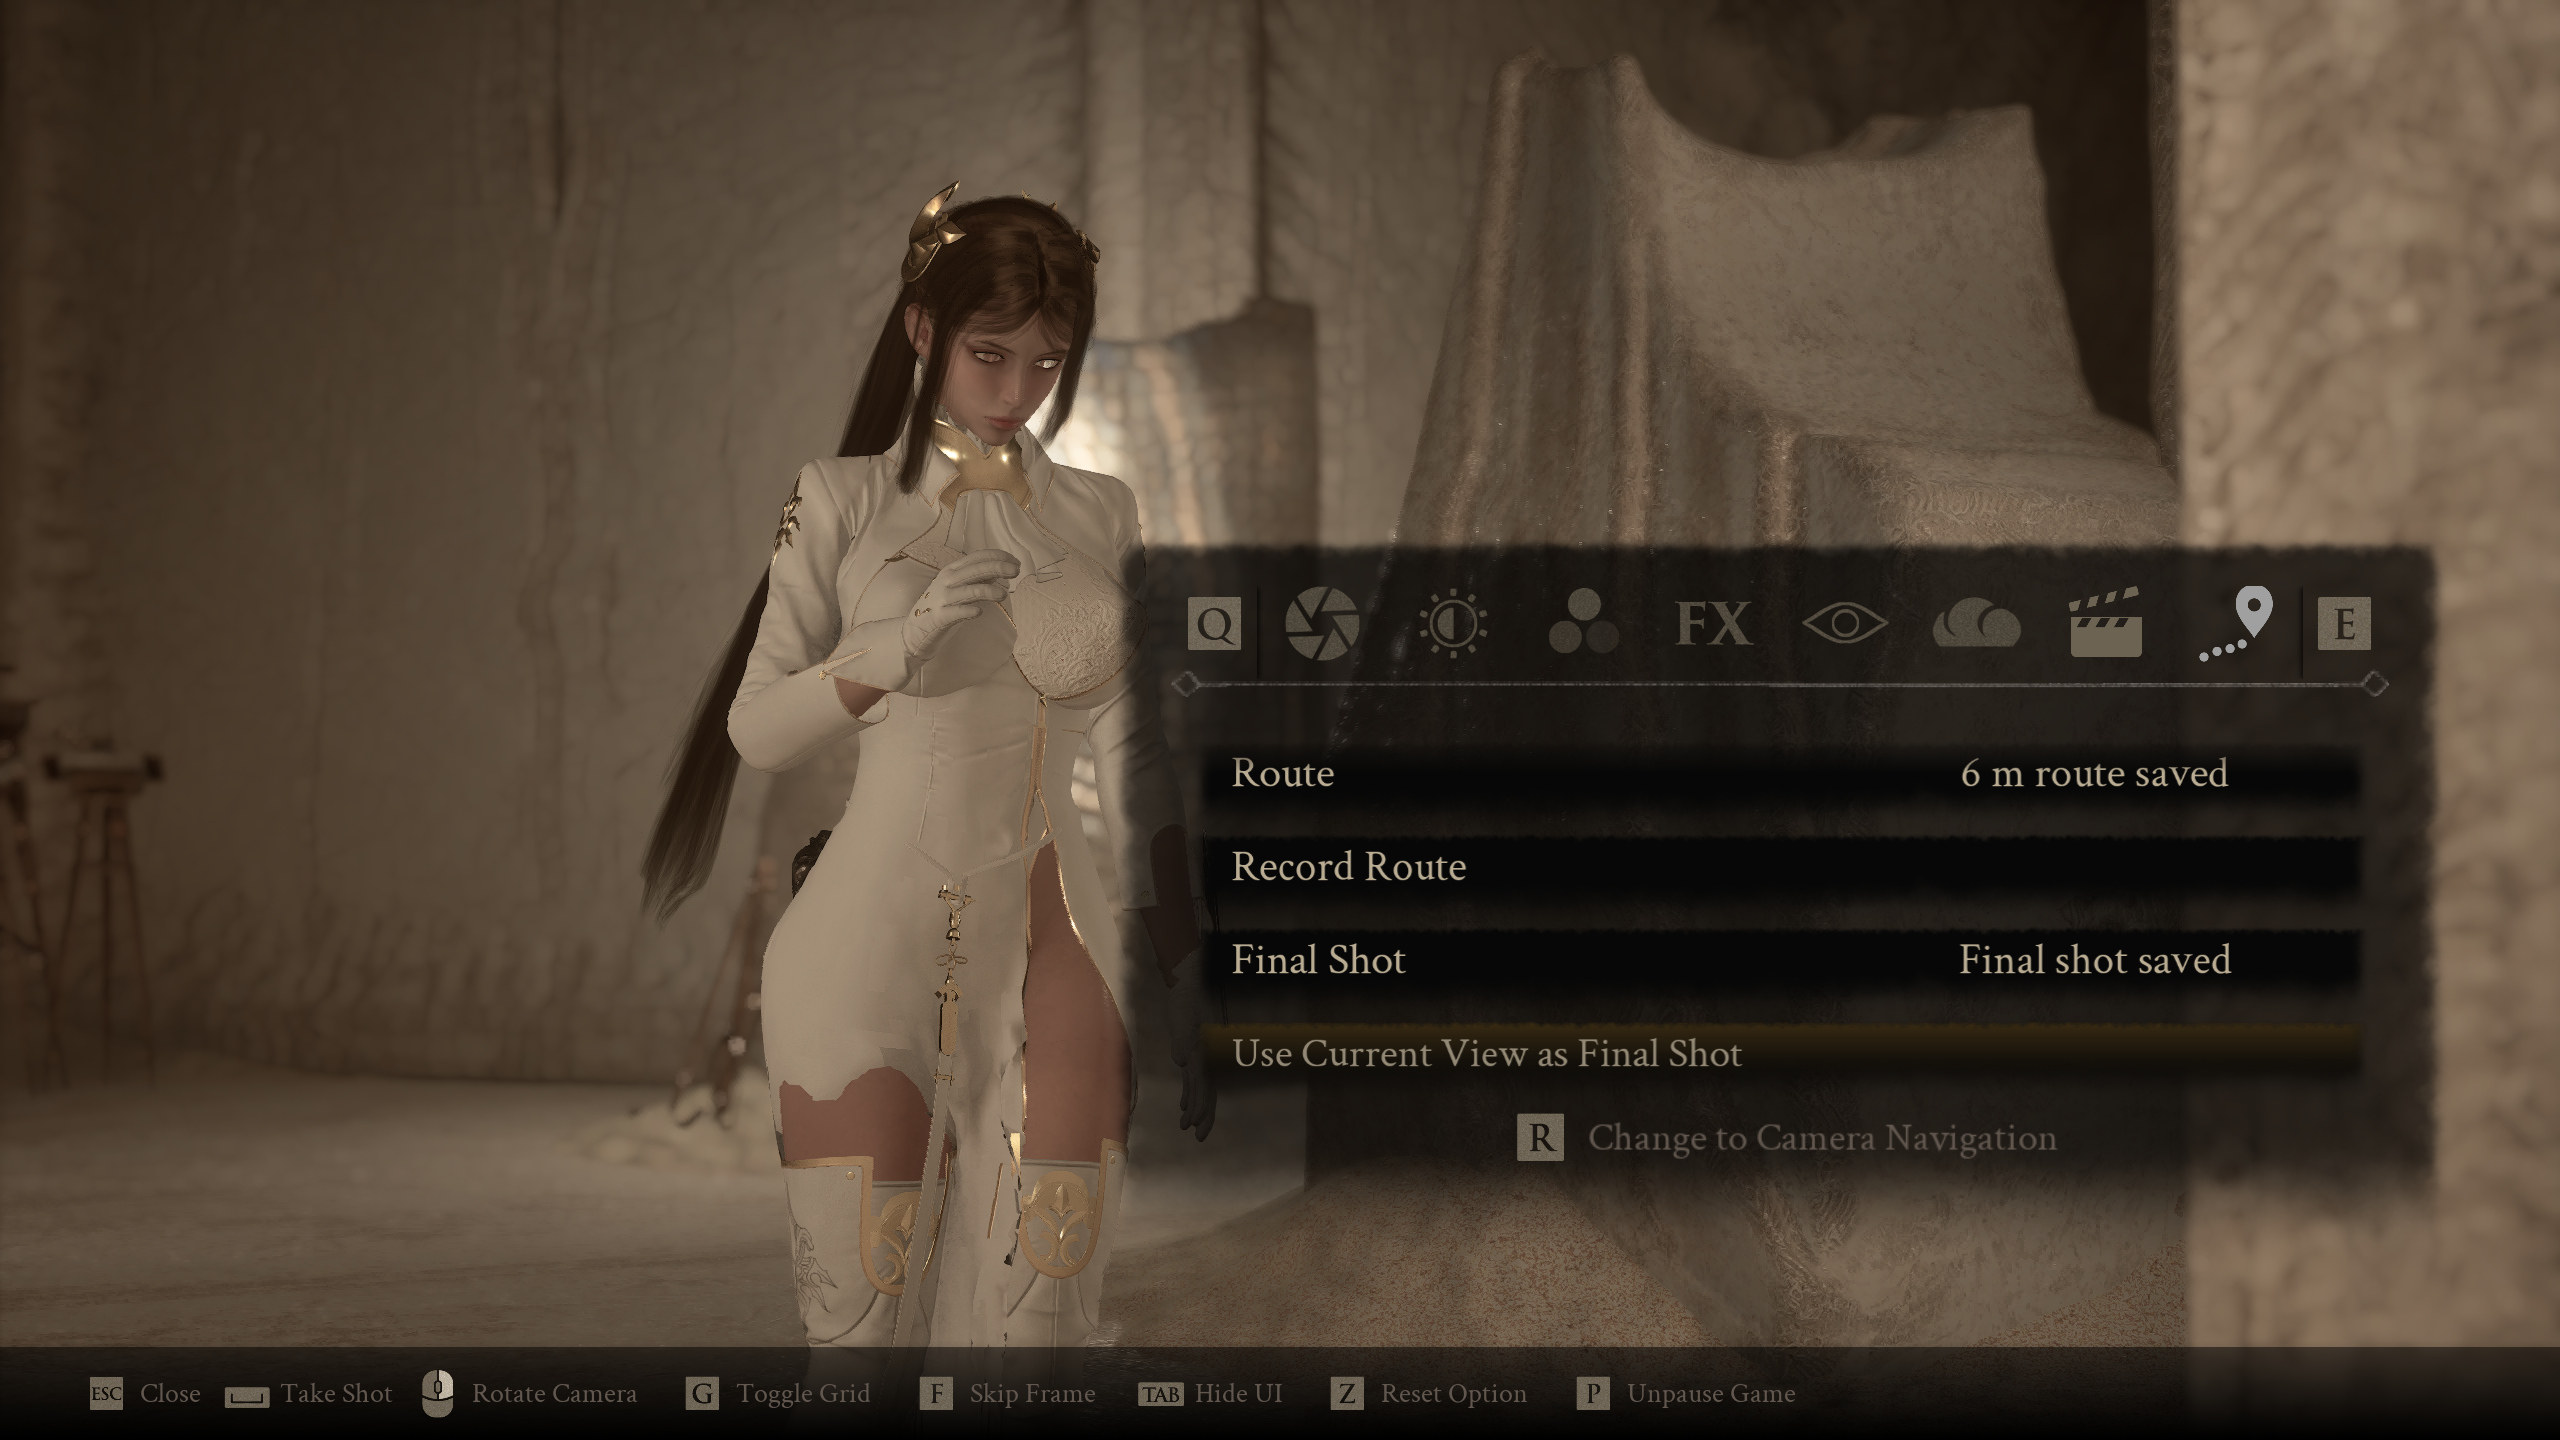 Q FX E
Route 6 m route saved
Record Route
Final Shot Final shot saved
Use Current View as Final Shot
R Change to Camera Navigation
ESC Close Take Shot Rotate Camera G Toggle Grid F Skip Frame TAB Hide UI Z Reset Option P Unpause Game